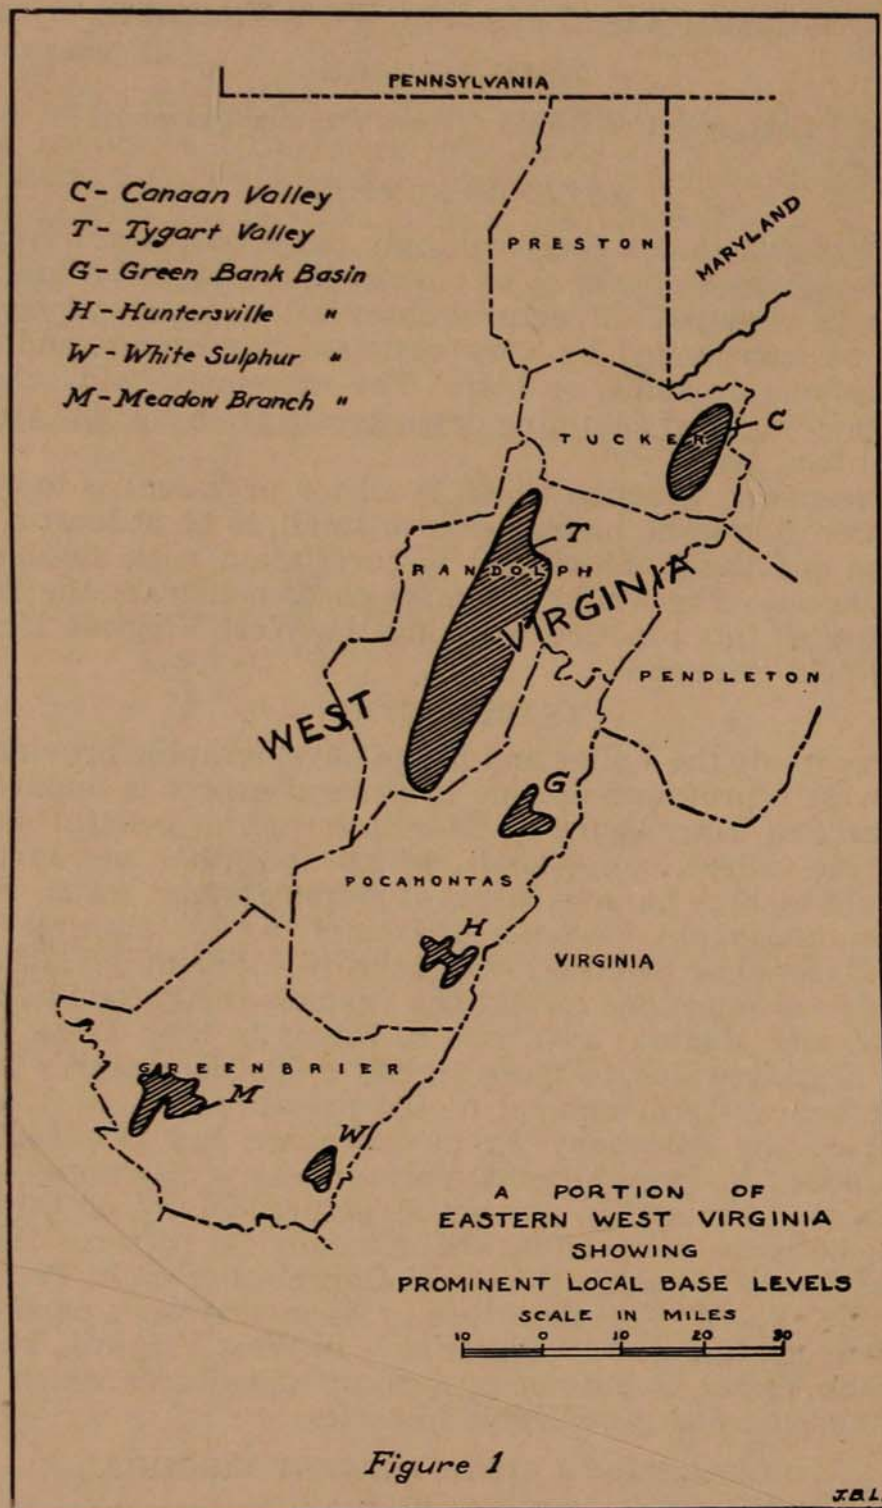 PENNSYLVANIA
C- Canaan Valley
T- Tygart Valley
G- Green Bank Basin
H-Huntersville "
W-White Sulphur "
M-Meadow Branch "
PRESTON
MARYLAND
TUCKER
C
T
RANDOLPH
WEST VIRGINIA
PENDLETON
G
POCAHONTAS
H
VIRGINIA
GREENBRIER
M
W
A PORTION OF
EASTERN WEST VIRGINIA
SHOWING
PROMINENT LOCAL BASE LEVELS
SCALE IN MILES
10 0 10 20 30
Figure 1
J.B.L.